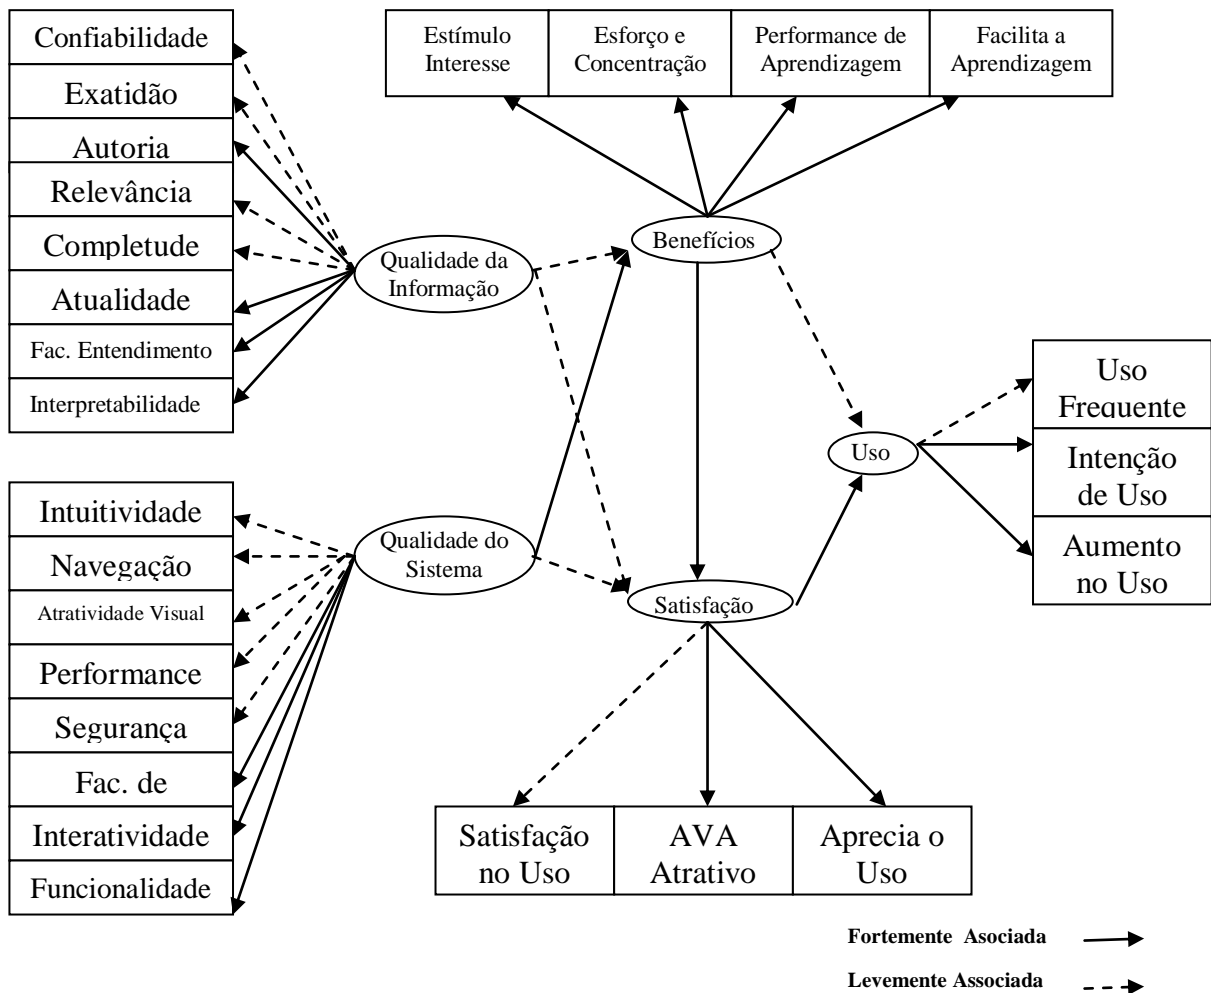 Confiabilidade
Exatidão
Autoria
Relevância
Completude
Atualidade
Fac. Entendimento
Interpretabilidade
Estímulo
Interesse
Esforço e
Concentração
Performance de
Aprendizagem
Facilita a
Aprendizagem
Qualidade da
Informação
Benefícios
Uso
Uso
Frequente
Intenção
de Uso
Aumento
no Uso
Intuitividade
Navegação
Atratividade Visual
Performance
Segurança
Fac. de
Interatividade
Funcionalidade
Qualidade do
Sistema
Satisfação
Satisfação
no Uso
AVA
Atrativo
Aprecia o
Uso
Fortemente Asociada
Levemente Associada